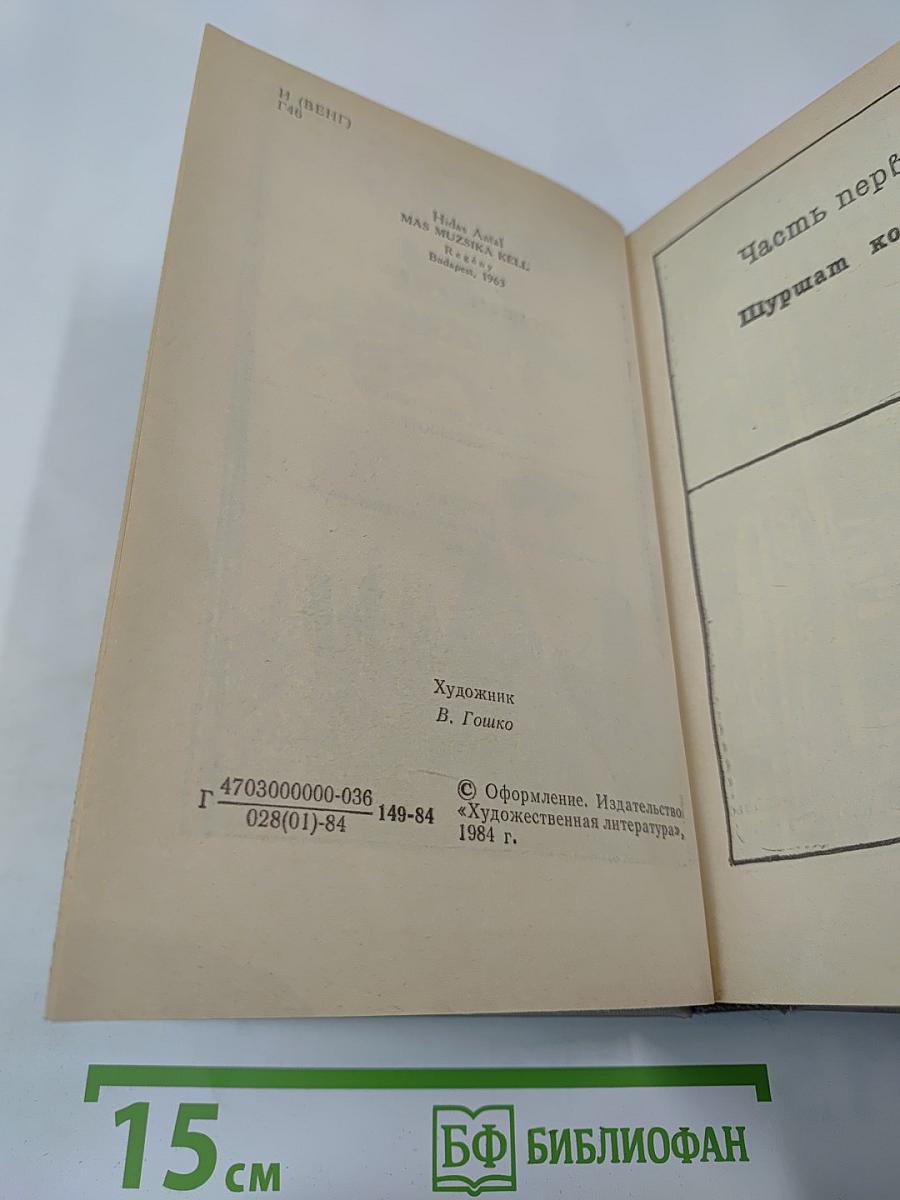 И (ВЕНГ)
Г46
Hidas Antal
MÁS MUZSIKA KELL
Regény
Budapest, 1963
Художник
В. Гошко
Г 4703000000-036
028(01)-84
149-84
© Оформление. Издательство
«Художественная литература»,
1984 г.
Часть перв
Шуршат ко
15 см
БФ БИБЛИОФАН